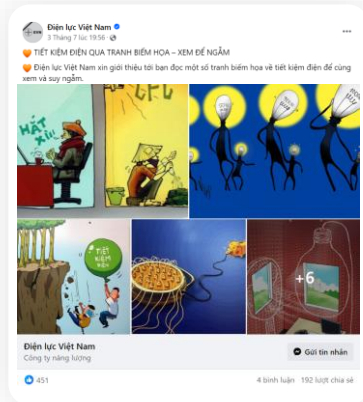 Điện lực Việt Nam
3 Tháng 7 lúc 19:56
TIẾT KIỆM ĐIỆN QUA TRANH BIẾM HỌA – XEM ĐỂ NGẪM
Điện lực Việt Nam xin giới thiệu tới bạn đọc một số tranh biếm họa về tiết kiệm điện để cùng
xem và suy ngẫm.
HẮT
XÌ!
TIẾT
KIỆM
ĐIỆN
+6
Điện lực Việt Nam
Công ty năng lượng
Gửi tin nhắn
451
4 bình luận 192 lượt chia sẻ